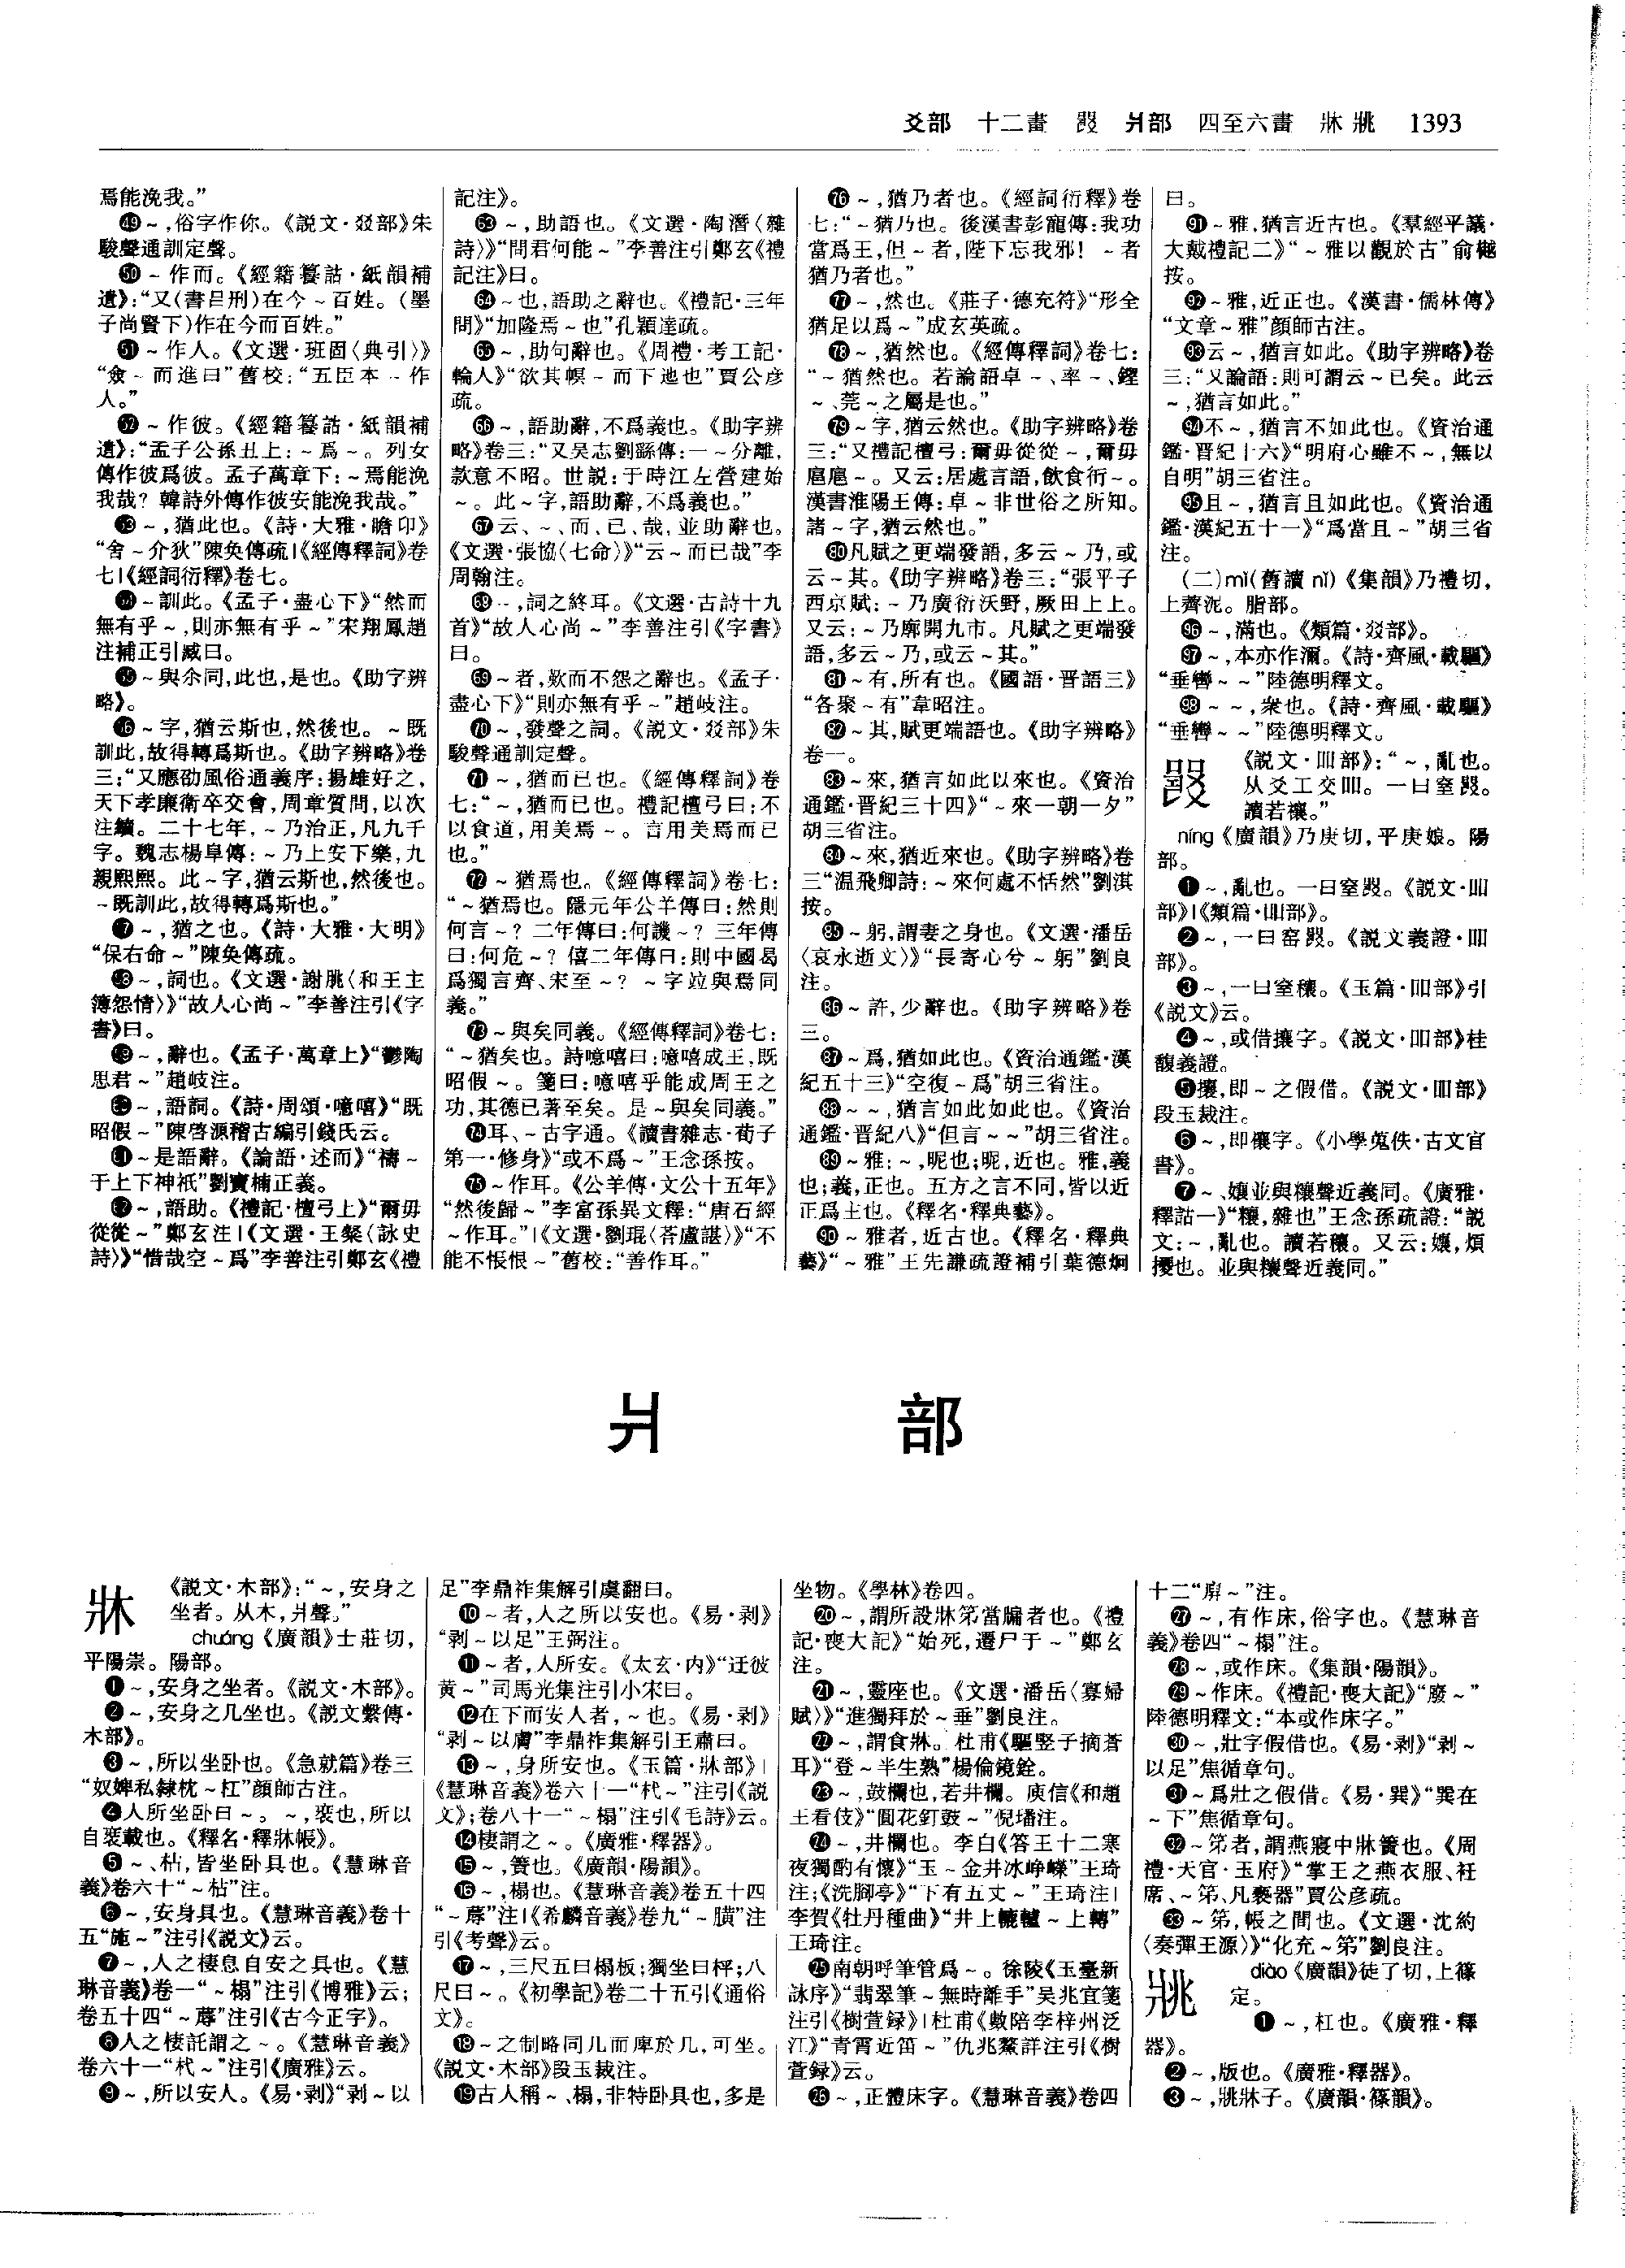 爻部　十二畫　㗊　爿部　四至六畫　牀 㸠　1393
焉能浼我。”
㊾～,俗字作你。《説文·㸚部》朱
駿聲通訓定聲。
㊿～作而。《經籍籑詁·紙韻補
遺》:“又(書吕刑)在今～百姓。(墨
子尚賢下)作在今而百姓。”
51～作人。《文選·班固〈典引〉》
“僉～而進曰”舊校:“五臣本～作
人。”
52～作彼。《經籍籑詁·紙韻補
遺》:“孟子公孫丑上:～爲～。列女
傳作彼爲彼。孟子萬章下:～焉能浼
我哉? 韓詩外傳作彼安能浼我哉。”
53～,猶此也。《詩·大雅·瞻卬》
“舍～介狄”陳奂傳疏|《經傳釋詞》卷
七|《經詞衍釋》卷七。
54～訓此。《孟子·盡心下》“然而
無有乎～,則亦無有乎～”宋翔鳳趙
注補正引臧曰。
55～與尒同,此也,是也。《助字辨
略》。
56～字,猶云斯也,然後也。～既
訓此,故得轉爲斯也。《助字辨略》卷
三:“又應劭風俗通義序:揚雄好之,
天下孝廉衛卒交會,周章質問,以次
注續。二十七年,～乃治正,凡九千
字。魏志楊阜傳:～乃上安下樂,九
親熙熙。此～字,猶云斯也,然後也。
～既訓此,故得轉爲斯也。”
57～,猶之也。《詩·大雅·大明》
“保右命～”陳奂傳疏。
58～,詞也。《文選·謝朓〈和王主
簿怨情〉》“故人心尚～”李善注引《字
書》曰。
59～,辭也。《孟子·萬章上》“鬱陶
思君～”趙岐注。
60～,語詞。《詩·周頌·噫嘻》“既
昭假～”陳啓源稽古編引錢氏云。
61～是語辭。《論語·述而》“禱～
于上下神祇”劉寶楠正義。
62～,語助。《禮記·檀弓上》“爾毋
從從～”鄭玄注|《文選·王粲〈詠史
詩〉》“惜哉空～爲”李善注引鄭玄《禮
記注》。
63～,助語也。《文選·陶潛〈雜
詩〉》“問君何能～”李善注引鄭玄《禮
記注》曰。
64～也,語助之辭也。《禮記·三年
問》“加隆焉～也”孔穎達疏。
65～,助句辭也。《周禮·考工記·
輪人》“欲其幎～而下迆也”賈公彦
疏。
66～,語助辭,不爲義也。《助字辨
略》卷三:“又吴志劉繇傳:一～分離,
款意不昭。世説:于時江左營建始
～。此～字,語助辭,不爲義也。”
67云、～、而、已、哉,並助辭也。
《文選·張協〈七命〉》“云～而已哉”李
周翰注。
68～,詞之終耳。《文選·古詩十九
首》“故人心尚～”李善注引《字書》
曰。
69～者,歎而不怨之辭也。《孟子·
盡心下》“則亦無有乎～”趙岐注。
70～,發聲之詞。《説文·㸚部》朱
駿聲通訓定聲。
71～,猶而已也。《經傳釋詞》卷
七:“～,猶而已也。禮記檀弓曰:不
以食道,用美焉～。言用美焉而已
也。”
72～猶焉也。《經傳釋詞》卷七:
“～猶焉也。隱元年公羊傳曰:然則
何言～? 二年傳曰:何譏～? 三年傳
曰:何危～? 僖二年傳曰:則中國曷
爲獨言齊、宋至～? ～字竝與焉同
義。”
73～與矣同義。《經傳釋詞》卷七:
“～猶矣也。詩噫嘻曰:噫嘻成王,既
昭假～。箋曰:噫嘻乎能成周王之
功,其德已著至矣。是～與矣同義。”
74耳、～古字通。《讀書雜志·荀子
第一·修身》“或不爲～”王念孫按。
75～作耳。《公羊傳·文公十五年》
“然後歸～”李富孫異文釋:“唐石經
～作耳。”|《文選·劉琨〈荅盧諶〉》“不
能不悵恨～”舊校:“善作耳。”
76～,猶乃者也。《經詞衍釋》卷
七:“～猶乃也。後漢書彭寵傳:我功
當爲王,但～者,陛下忘我邪! ～者
猶乃者也。”
77～,然也。《莊子·德充符》“形全
猶足以爲～”成玄英疏。
78～,猶然也。《經傳釋詞》卷七:
“～猶然也。若論語卓～、率～、鏗
～、莞～之屬是也。”
79～字,猶云然也。《助字辨略》卷
三:“又禮記檀弓:爾毋從從～,爾毋
扈扈～。又云:居處言語,飲食衎～。
漢書淮陽王傳:卓～非世俗之所知。
諸～字,猶云然也。”
80凡賦之更端發語,多云～乃,或
云～其。《助字辨略》卷三:“張平子
西京賦:～乃廣衍沃野,厥田上上。
又云:～乃廓開九市。凡賦之更端發
語,多云～乃,或云～其。”
81～有,所有也。《國語·晋語三》
“各聚～有”韋昭注。
82～其,賦更端語也。《助字辨略》
卷一。
83～來,猶言如此以來也。《資治
通鑑·晋紀三十四》“～來一朝一夕”
胡三省注。
84～來,猶近來也。《助字辨略》卷
三“温飛卿詩:～來何處不恬然”劉淇
按。
85～躬,謂妻之身也。《文選·潘岳
〈哀永逝文〉》“長寄心兮～躬”劉良
注。
86～許,少辭也。《助字辨略》卷
三。
87～爲,猶如此也。《資治通鑑·漢
紀五十三》“空復～爲”胡三省注。
88～～,猶言如此如此也。《資治
通鑑·晋紀八》“但言～～”胡三省注。
89～雅:～,昵也;昵,近也。雅,義
也;義,正也。五方之言不同,皆以近
正爲主也。《釋名·釋典藝》。
90～雅者,近古也。《釋名·釋典
藝》“～雅”王先謙疏證補引葉德炯
曰。
91～雅,猶言近古也。《羣經平議·
大戴禮記二》“～雅以觀於古”俞樾
按。
92～雅,近正也。《漢書·儒林傳》
“文章～雅”顔師古注。
93云～,猶言如此。《助字辨略》卷
三:“又論語:則可謂云～已矣。此云
～,猶言如此。”
94不～,猶言不如此也。《資治通
鑑·晋紀十六》“明府心雖不～,無以
自明”胡三省注。
95且～,猶言且如此也。《資治通
鑑·漢紀五十一》“爲當且～”胡三省
注。
(二)mǐ(舊讀 nǐ)《集韻》乃禮切,
上薺泥。脂部。
96～,滿也。《類篇·㸚部》。
97～,本亦作濔。《詩·齊風·載驅》
“垂轡～～”陸德明釋文。
98～～,衆也。《詩·齊風·載驅》
“垂轡～～”陸德明釋文。
《説文·吅部》:“～,亂也。
从爻工交吅。一曰窒㗊。
讀若禳。”
níng《廣韻》乃庚切,平庚娘。陽
部。
❶～,亂也。一曰窒㗊。《説文·吅
部》|《類篇·吅部》。
❷～,一曰窑㗊。《説文義證·吅
部》。
❸～,一曰窒穰。《玉篇·吅部》引
《説文》云。
❹～,或借攘字。《説文·吅部》桂
馥義證。
❺攘,即～之假借。《説文·吅部》
段玉裁注。
❻～,即禳字。《小學蒐佚·古文官
書》。
❼～、孃並與穰聲近義同。《廣雅·
釋詁一》“穰,雜也”王念孫疏證:“説
文:～,亂也。讀若穰。又云:孃,煩
擾也。並與穰聲近義同。”
爿　部
牀
《説文·木部》:“～,安身之
坐者。从木,爿聲。”
chuáng《廣韻》士莊切,
平陽崇。陽部。
❶～,安身之坐者。《説文·木部》。
❷～,安身之几坐也。《説文繫傳·
木部》。
❸～,所以坐卧也。《急就篇》卷三
“奴婢私隸枕～杠”顔師古注。
❹人所坐卧曰～。～,裝也,所以
自裝載也。《釋名·釋牀帳》。
❺～、枮,皆坐卧具也。《慧琳音
義》卷六十“～枮”注。
❻～,安身具也。《慧琳音義》卷十
五“施～”注引《説文》云。
❼～,人之棲息自安之具也。《慧
琳音義》卷一“～榻”注引《博雅》云;
卷五十四“～蓐”注引《古今正字》。
❽人之棲託謂之～。《慧琳音義》
卷六十一“杙～”注引《廣雅》云。
❾～,所以安人。《易·剥》“剥～以
足”李鼎祚集解引虞翻曰。
❿～者,人之所以安也。《易·剥》
“剥～以足”王弼注。
⓫～者,人所安。《太玄·内》“迂彼
黄～”司馬光集注引小宋曰。
⓬在下而安人者,～也。《易·剥》
“剥～以膚”李鼎祚集解引王肅曰。
⓭～,身所安也。《玉篇·牀部》|
《慧琳音義》卷六十一“杙～”注引《説
文》;卷八十一“～榻”注引《毛詩》云。
⓮棲謂之～。《廣雅·釋器》。
⓯～,簀也。《廣韻·陽韻》。
⓰～,榻也。《慧琳音義》卷五十四
“～蓐”注|《希麟音義》卷九“～䐵”注
引《考聲》云。
⓱～,三尺五曰榻板;獨坐曰枰;八
尺曰～。《初學記》卷二十五引《通俗
文》。
⓲～之制略同几而庳於几,可坐。
《説文·木部》段玉裁注。
⓳古人稱～、榻,非特卧具也,多是
坐物。《學林》卷四。
⓴～,謂所設牀笫當牖者也。《禮
記·喪大記》“始死,遷尸于～”鄭玄
注。
21～,靈座也。《文選·潘岳〈寡婦
賦〉》“進獨拜於～垂”劉良注。
22～,謂食牀。杜甫《驅竪子摘蒼
耳》“登～半生熟”楊倫鏡銓。
23～,鼓欄也,若井欄。庾信《和趙
王看伎》“圓花釘鼓～”倪璠注。
24～,井欄也。李白《答王十二寒
夜獨酌有懷》“玉～金井冰崢嶸”王琦
注;《洗脚亭》“下有五丈～”王琦注|
李賀《牡丹種曲》“井上轆轤～上轉”
王琦注。
25南朝呼筆管爲～。徐陵《玉臺新
詠序》“翡翠筆～無時離手”吴兆宜箋
注引《樹萱録》|杜甫《數陪李梓州泛
江》“青霄近笛～”仇兆鰲詳注引《樹
萱録》云。
26～,正體床字。《慧琳音義》卷四
十二“㾱～”注。
27～,有作床,俗字也。《慧琳音
義》卷四“～榻”注。
28～,或作床。《集韻·陽韻》。
29～作床。《禮記·喪大記》“廢～”
陸德明釋文:“本或作床字。”
30～,壯字假借也。《易·剥》“剥～
以足”焦循章句。
31～爲壯之假借。《易·巽》“巽在
～下”焦循章句。
32～笫者,謂燕寢中牀簀也。《周
禮·天官·玉府》“掌王之燕衣服、衽
席、～笫、凡褻器”賈公彦疏。
33～笫,帳之間也。《文選·沈約
〈奏彈王源〉》“化充～笫”劉良注。
㸠
diào《廣韻》徒了切,上篠
定。
❶～,杠也。《廣雅·釋
器》。
❷～,版也。《廣雅·釋器》。
❸～,㸠牀子。《廣韻·篠韻》。